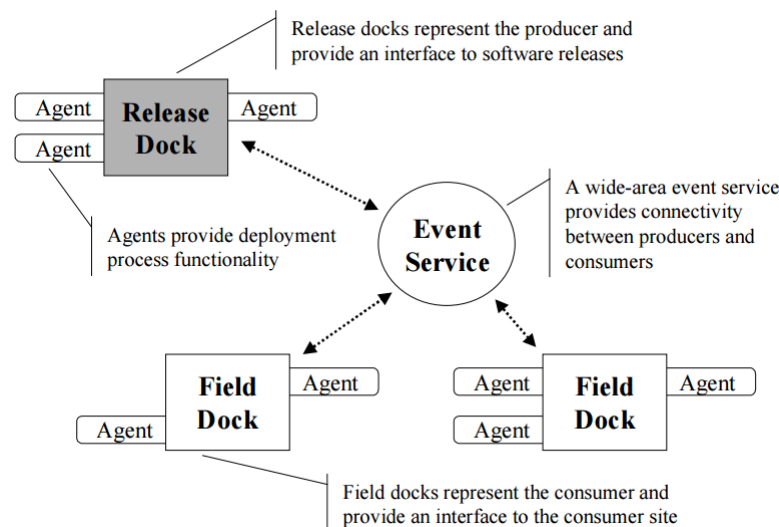 Release docks represent the producer and
provide an interface to software releases
Agent
Release
Dock
Agent
Agent
Agents provide deployment
process functionality
Event
Service
A wide-area event service
provides connectivity
between producers and
consumers
Field
Dock
Agent
Agent
Agent
Field
Dock
Agent
Agent
Field docks represent the consumer and
provide an interface to the consumer site